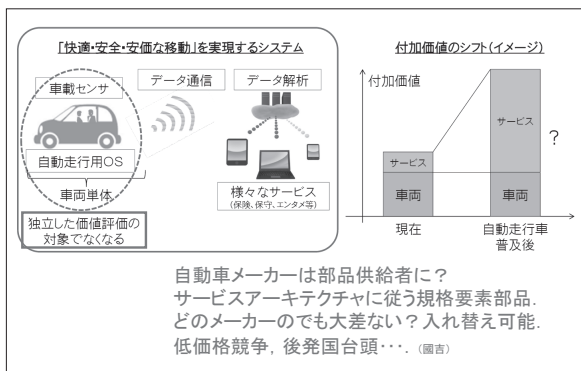 「快適・安全・安価な移動」を実現するシステム
車載センサ
データ通信
データ解析
自動走行用OS
車両単体
独立した価値評価の
対象でなくなる
様々なサービス
(保険、保守、エンタメ等)
付加価値のシフト(イメージ)
付加価値
サービス
サービス
?
車両
車両
現在
自動走行車
普及後
自動車メーカーは部品供給者に?
サービスアーキテクチャに従う規格要素部品.
どのメーカーのでも大差ない?入れ替え可能.
低価格競争,後発国台頭・・・. (國吉)